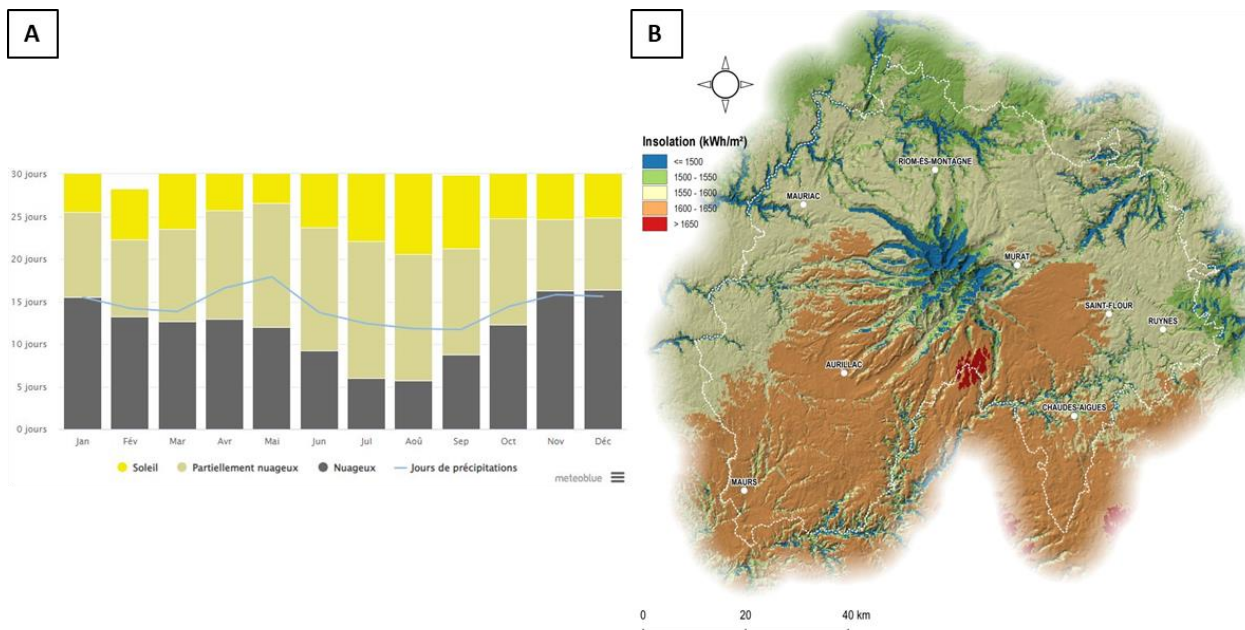 A
30 jours
25 jours
20 jours
15 jours
10 jours
5 jours
0 jours
Jan Fév Mar Avr Mai Jun Jul Aoû Sep Oct Nov Déc
Soleil Partiellement nuageux Nuageux Jours de précipitations
meteoblue
B
Insolation (kWh/m²)
<= 1500
1500 - 1550
1550 - 1600
1600 - 1650
> 1650
RIOM-ÈS-MONTAGNE
MAURIAC
MURAT
SAINT-FLOUR
RUYNES
AURILLAC
CHAUDES-AIGUES
MAURS
0 20 40 km